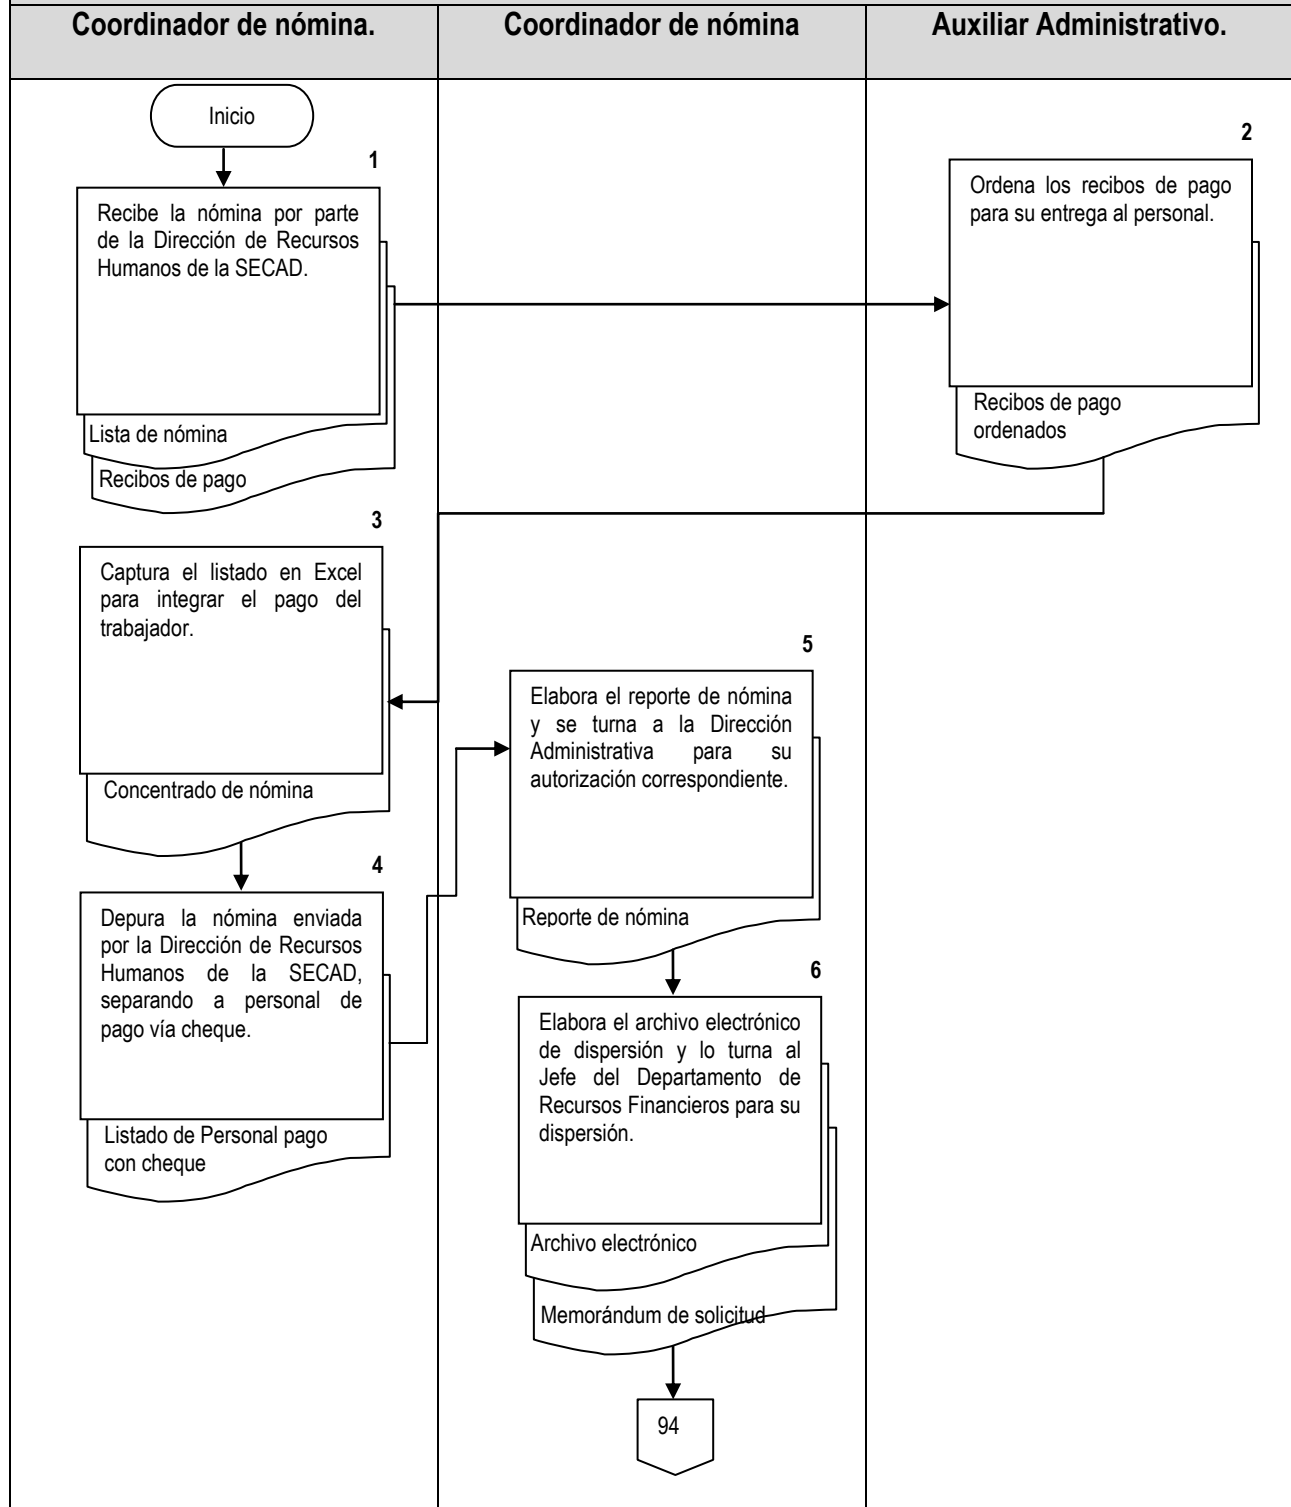 Coordinador de nómina.
Coordinador de nómina
Auxiliar Administrativo.
Inicio
1
Recibe la nómina por parte
de la Dirección de Recursos
Humanos de la SECAD.
Lista de nómina
Recibos de pago
2
Ordena los recibos de pago
para su entrega al personal.
Recibos de pago
ordenados
3
Captura el listado en Excel
para integrar el pago del
trabajador.
Concentrado de nómina
4
Depura la nómina enviada
por la Dirección de Recursos
Humanos de la SECAD,
separando a personal de
pago vía cheque.
Listado de Personal pago
con cheque
5
Elabora el reporte de nómina
y se turna a la Dirección
Administrativa para su
autorización correspondiente.
Reporte de nómina
6
Elabora el archivo electrónico
de dispersión y lo turna al
Jefe del Departamento de
Recursos Financieros para su
dispersión.
Archivo electrónico
Memorándum de solicitud
94